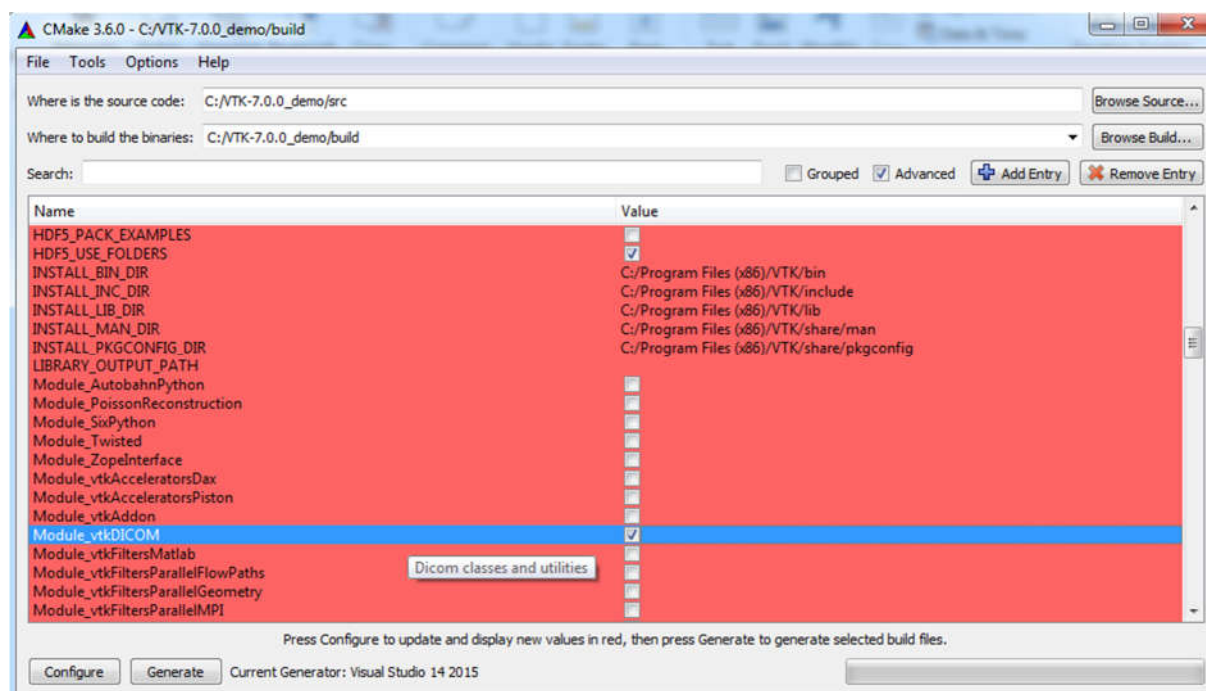 CMake 3.6.0 - C:/VTK-7.0.0_demo/build
File Tools Options Help
Where is the source code: C:/VTK-7.0.0_demo/src Browse Source...
Where to build the binaries: C:/VTK-7.0.0_demo/build Browse Build...
Search: Grouped Advanced Add Entry Remove Entry
Name Value
HDF5_PACK_EXAMPLES
HDF5_USE_FOLDERS
INSTALL_BIN_DIR C:/Program Files (x86)/VTK/bin
INSTALL_INC_DIR C:/Program Files (x86)/VTK/include
INSTALL_LIB_DIR C:/Program Files (x86)/VTK/lib
INSTALL_MAN_DIR C:/Program Files (x86)/VTK/share/man
INSTALL_PKGCONFIG_DIR C:/Program Files (x86)/VTK/share/pkgconfig
LIBRARY_OUTPUT_PATH
Module_AutobahnPython
Module_PoissonReconstruction
Module_SixPython
Module_Twisted
Module_ZopeInterface
Module_vtkAcceleratorsDax
Module_vtkAcceleratorsPiston
Module_vtkAddon
Module_vtkDICOM
Module_vtkFiltersMatlab
Dicom classes and utilities
Module_vtkFiltersParallelFlowPaths
Module_vtkFiltersParallelGeometry
Module_vtkFiltersParallelMPI
Press Configure to update and display new values in red, then press Generate to generate selected build files.
Configure Generate Current Generator: Visual Studio 14 2015